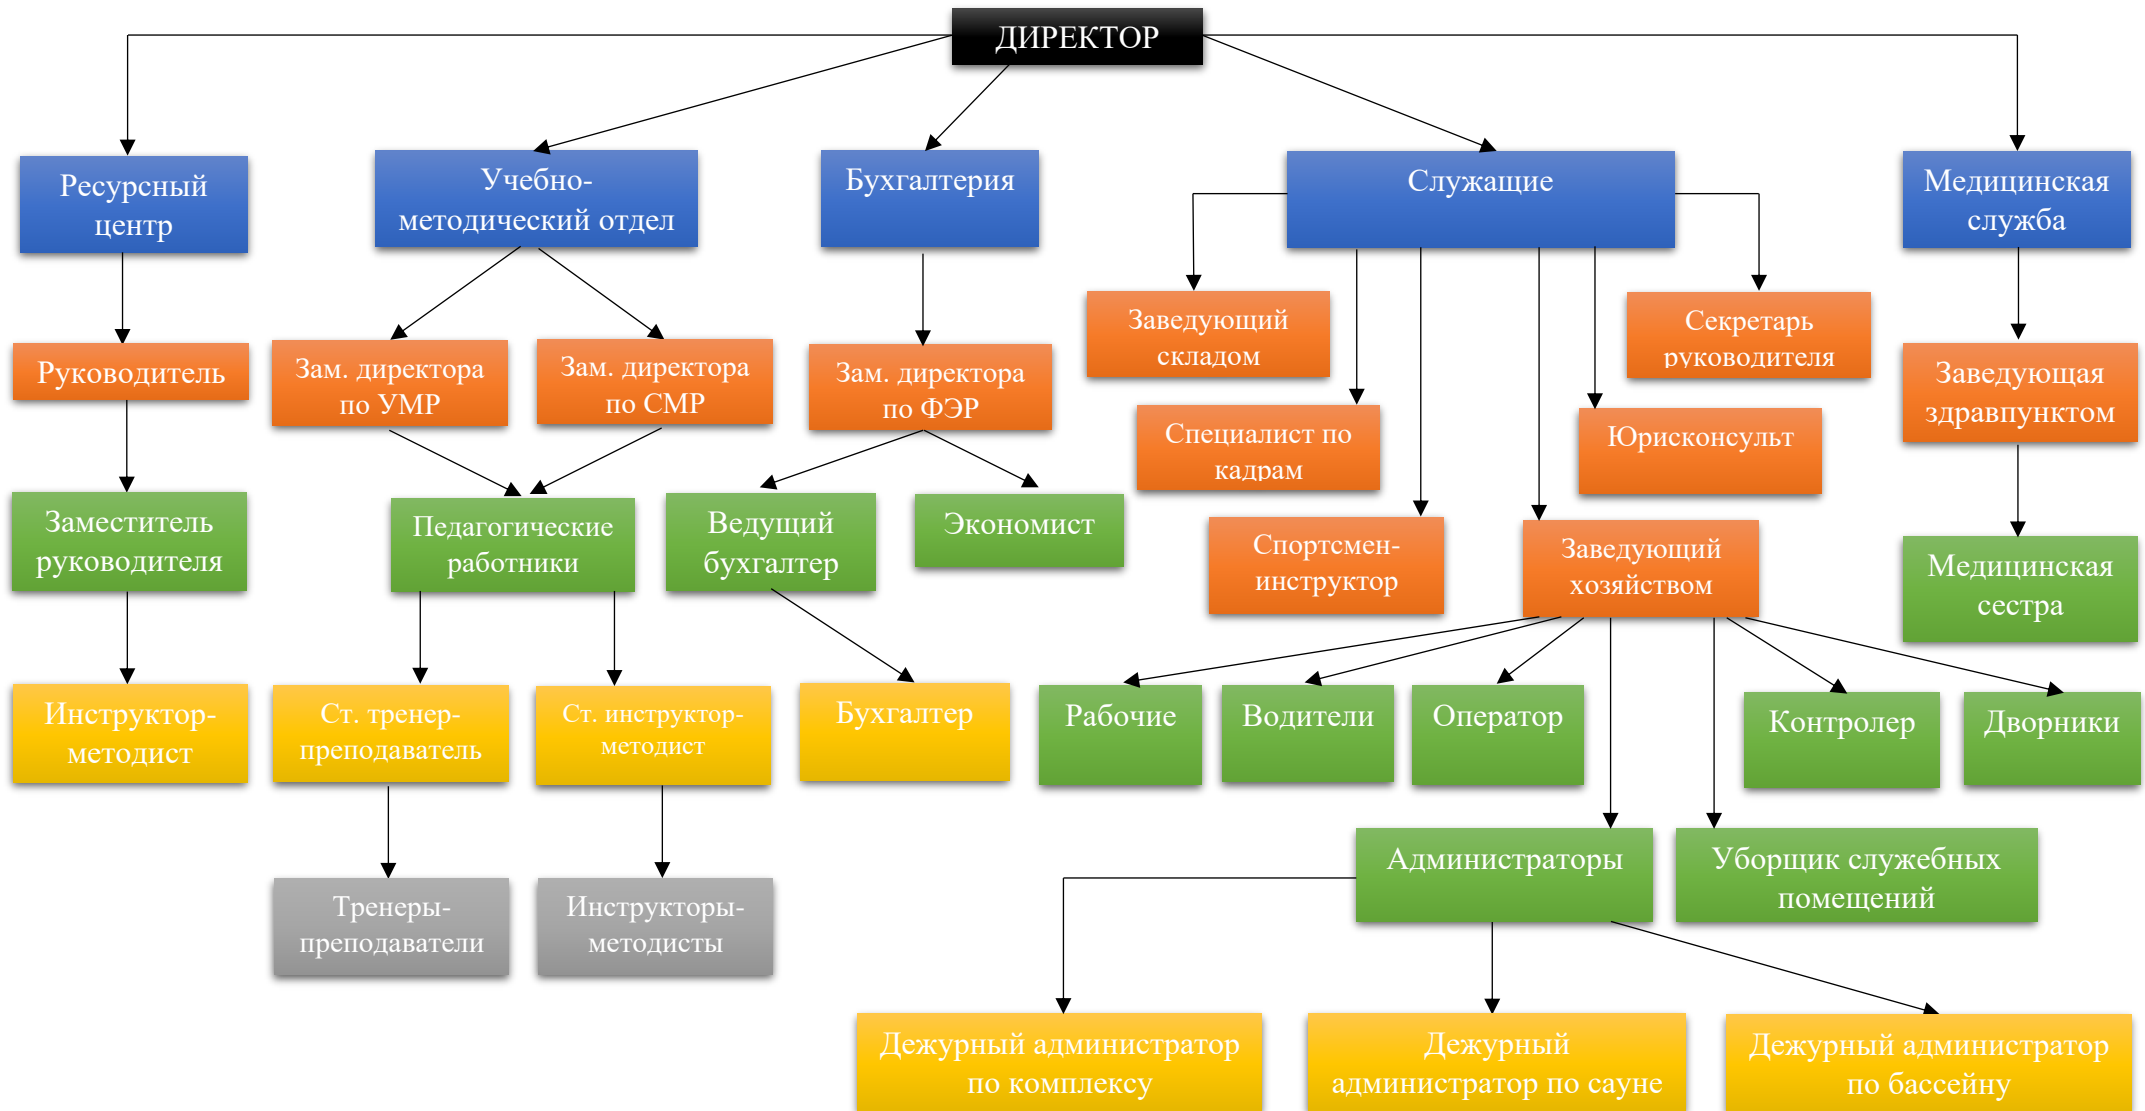 ДИРЕКТОР
Ресурсный
центр
Учебно-
методический отдел
Бухгалтерия
Служащие
Медицинская
служба
Заведующий
складом
Секретарь
руководителя
Руководитель
Зам. директора
по УМР
Зам. директора
по СМР
Зам. директора
по ФЭР
Заведующая
здравпунктом
Специалист по
кадрам
Юрисконсульт
Заместитель
руководителя
Педагогические
работники
Ведущий
бухгалтер
Экономист
Спортсмен-
инструктор
Заведующий
хозяйством
Медицинская
сестра
Инструктор-
методист
Ст. тренер-
преподаватель
Ст. инструктор-
методист
Бухгалтер
Рабочие
Водители
Оператор
Контролер
Дворники
Администраторы
Уборщик служебных
помещений
Тренеры-
преподаватели
Инструкторы-
методисты
Дежурный администратор
по комплексу
Дежурный
администратор по сауне
Дежурный администратор
по бассейну